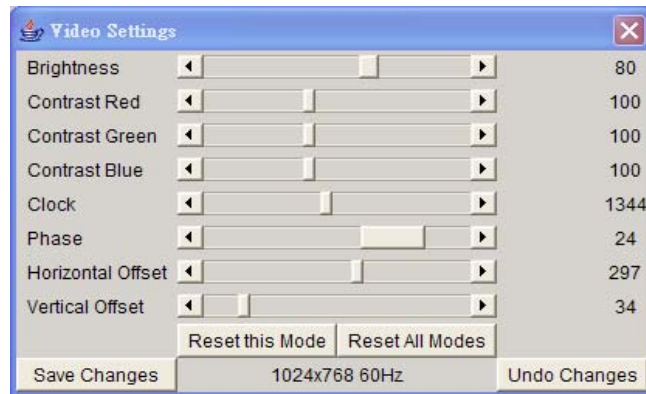 Video Settings
Brightness 80
Contrast Red 100
Contrast Green 100
Contrast Blue 100
Clock 1344
Phase 24
Horizontal Offset 297
Vertical Offset 34
Reset this Mode Reset All Modes
Save Changes 1024x768 60Hz Undo Changes